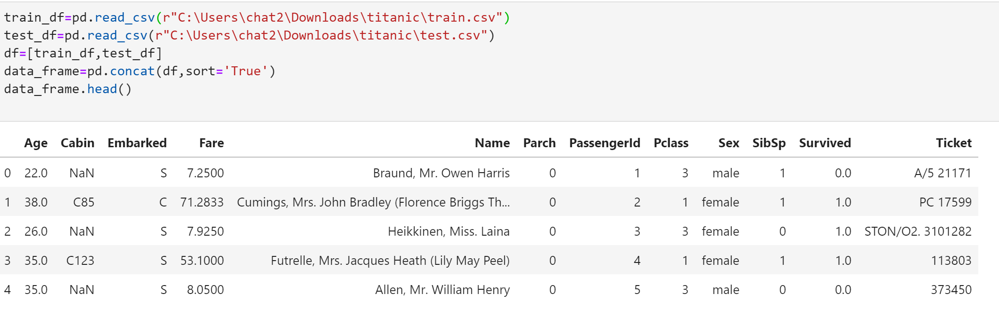 train_df=pd.read_csv(r"C:\Users\chat2\Downloads\titanic\train.csv")
test_df=pd.read_csv(r"C:\Users\chat2\Downloads\titanic\test.csv")
df=[train_df,test_df]
data_frame=pd.concat(df,sort='True')
data_frame.head()
Age Cabin Embarked Fare Name Parch PassengerId Pclass Sex SibSp Survived Ticket
0 22.0 NaN S 7.2500 Braund, Mr. Owen Harris 0 1 3 male 1 0.0 A/5 21171
1 38.0 C85 C 71.2833 Cumings, Mrs. John Bradley (Florence Briggs Th... 0 2 1 female 1 1.0 PC 17599
2 26.0 NaN S 7.9250 Heikkinen, Miss. Laina 0 3 3 female 0 1.0 STON/O2. 3101282
3 35.0 C123 S 53.1000 Futrelle, Mrs. Jacques Heath (Lily May Peel) 0 4 1 female 1 1.0 113803
4 35.0 NaN S 8.0500 Allen, Mr. William Henry 0 5 3 male 0 0.0 373450